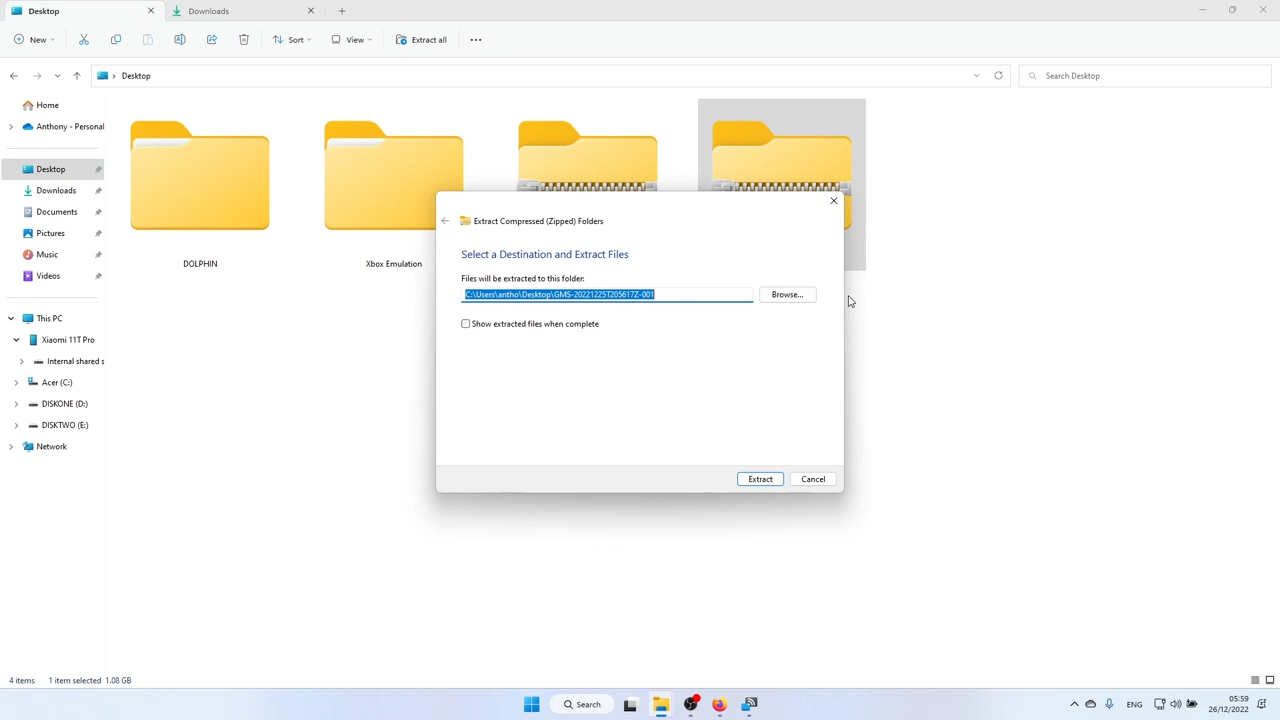 Desktop
Downloads
New
Sort
View
Extract all
Desktop
Search Desktop
Home
Anthony - Personal
Desktop
Downloads
Documents
Pictures
Music
Videos
This PC
Xiaomi 11T Pro
Internal shared s
Acer (C:)
DISKONE (D:)
DISKTWO (E:)
Network
DOLPHIN
Xbox Emulation
Extract Compressed (Zipped) Folders
Select a Destination and Extract Files
Files will be extracted to this folder:
C:\Users\antho\Desktop\GMS-20221225T205617Z-001
Browse...
Show extracted files when complete
Extract
Cancel
4 items
1 item selected 1.08 GB
Search
ENG
05:59
26/12/2022